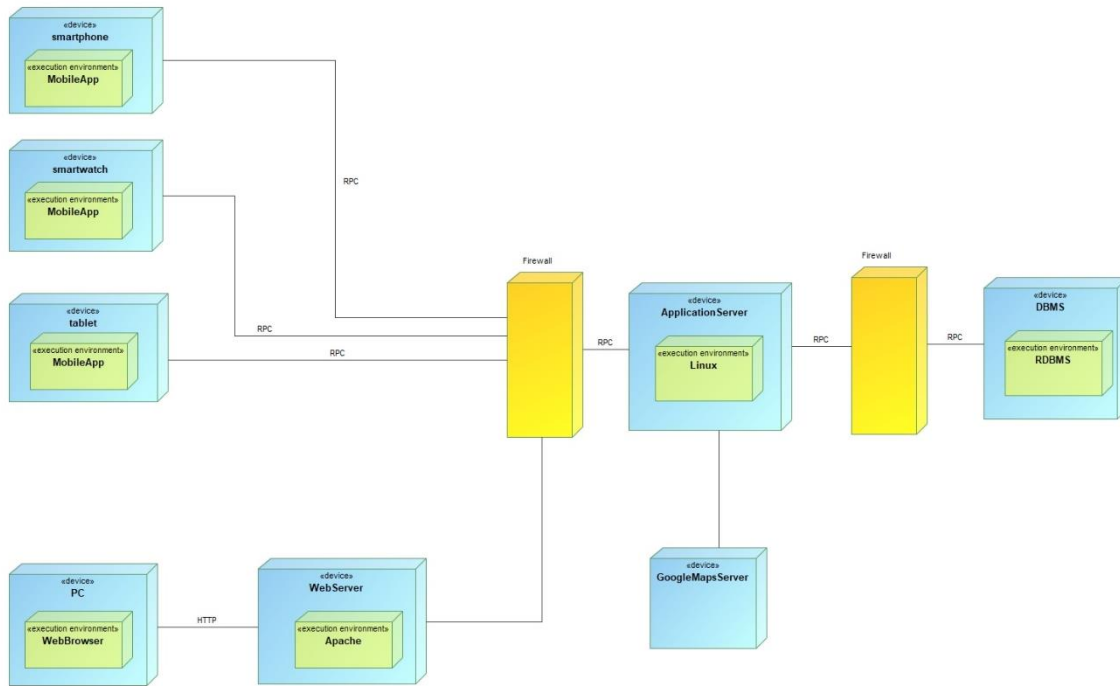 «device»
smartphone
«execution environment»
MobileApp
«device»
smartwatch
«execution environment»
MobileApp
RPC
«device»
tablet
«execution environment»
MobileApp
RPC
RPC
Firewall
RPC
«device»
ApplicationServer
«execution environment»
Linux
RPC
Firewall
RPC
«device»
DBMS
«execution environment»
RDBMS
«device»
PC
«execution environment»
WebBrowser
HTTP
«device»
WebServer
«execution environment»
Apache
«device»
GoogleMapsServer